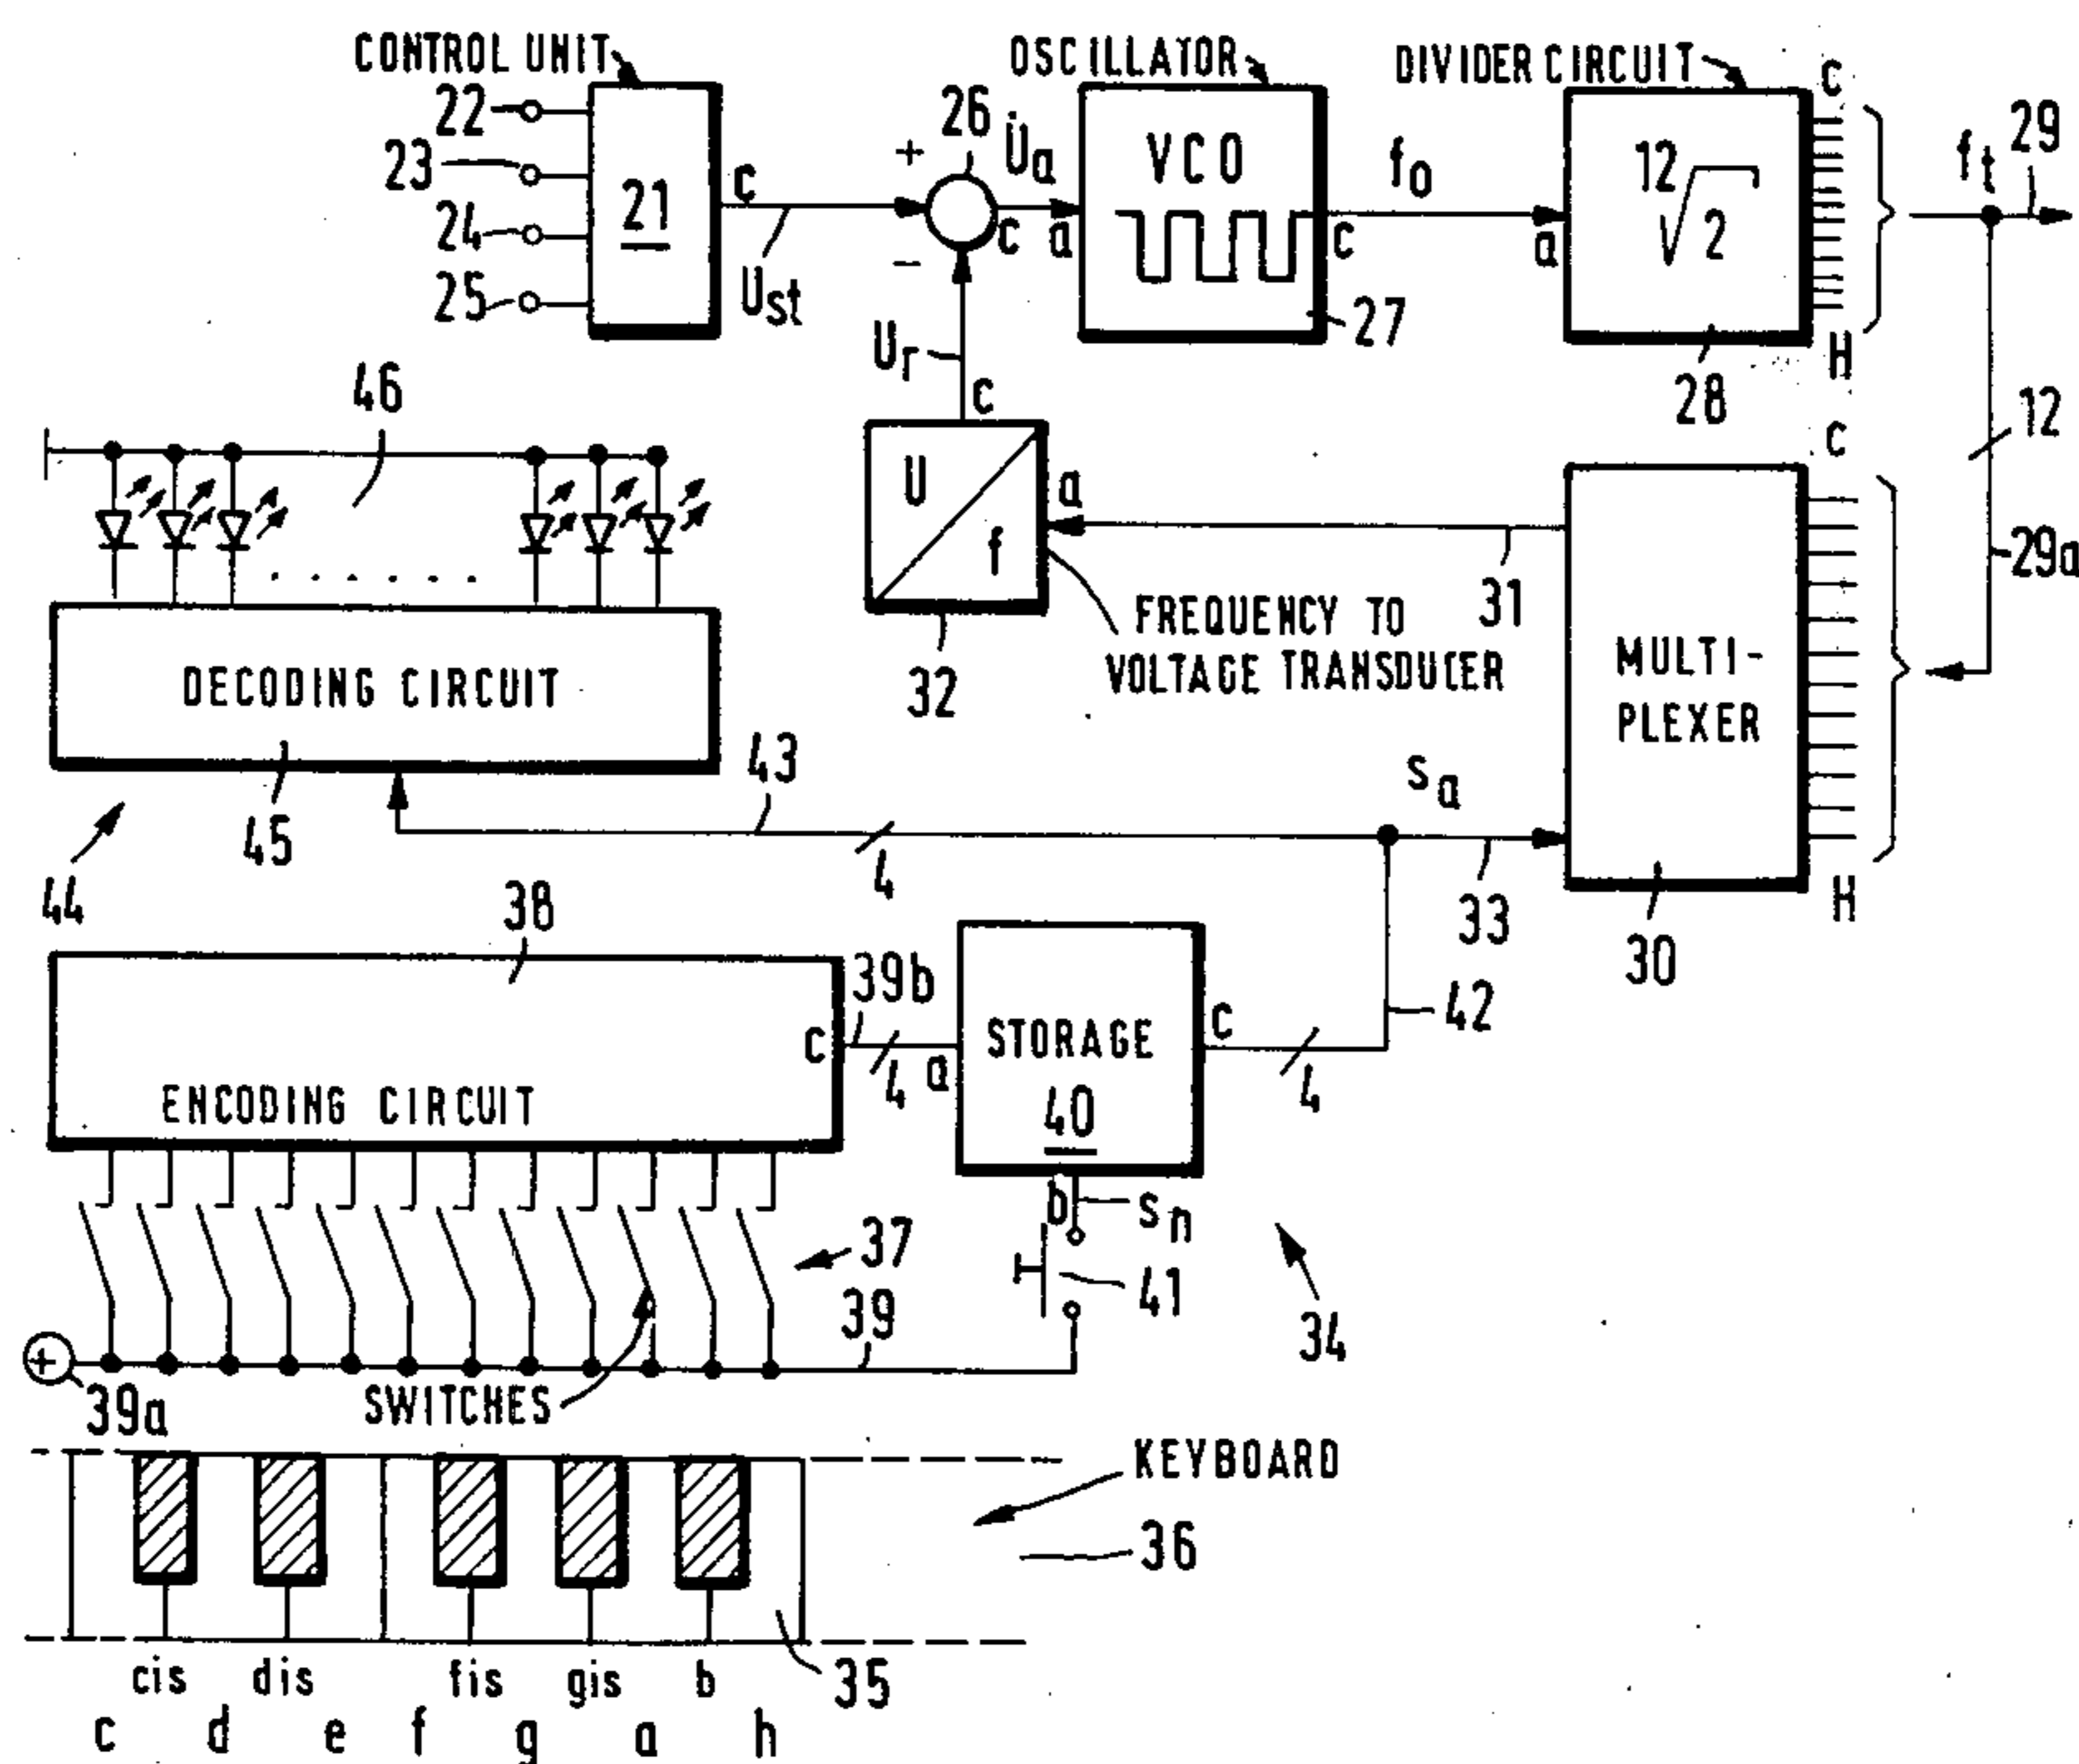 CONTROL UNIT
OSCILLATOR
DIVIDER CIRCUIT
22
23
24
25
21
c
Ust
+
-
26
Ua
c
a
VCO
c
27
fo
a
12√2
28
C
H
ft
29
12
29a
Ur
c
U
f
a
32
FREQUENCY TO
VOLTAGE TRANSDUCER
31
C
MULTI-
PLEXER
H
30
46
DECODING CIRCUIT
45
44
43
4
sa
33
38
ENCODING CIRCUIT
c
39b
4
a
STORAGE
40
c
4
42
b
sn
41
34
37
39
+
39a
SWITCHES
KEYBOARD
36
35
cis dis fis gis b
c d e f g a h